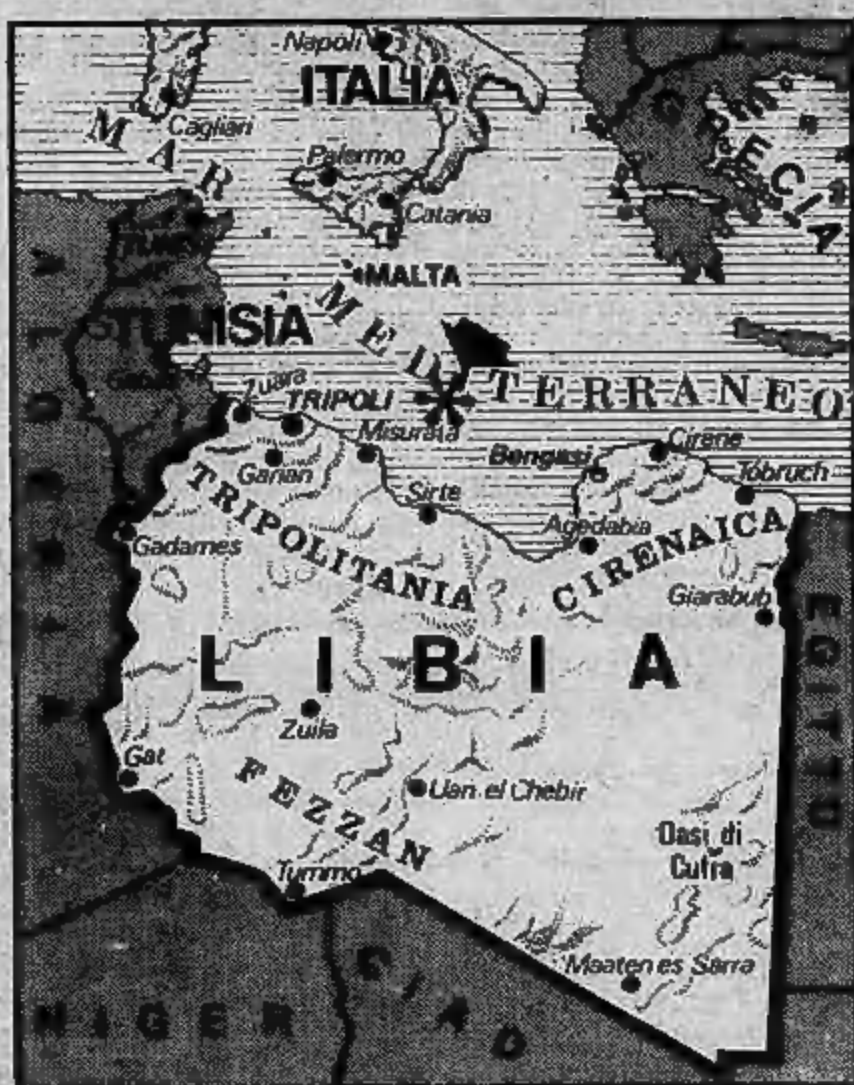 Napoli
ITALIA
Cagliari
MAR
MEDITERRANEO
GRECIA
Palermo
Catania
MALTA
TUNISIA
Zuara
TRIPOLI
Misurata
Garian
Sirte
Bengasi
Cirene
Tobruch
Agedabia
TRIPOLITANIA
CIRENAICA
Gadames
Giarabub
EGITTO
LIBIA
Zuila
Gat
FEZZAN
Uan el Chebir
Oasi di
Cufra
Tummo
Maaten es Sarra
NIGER
CIAD